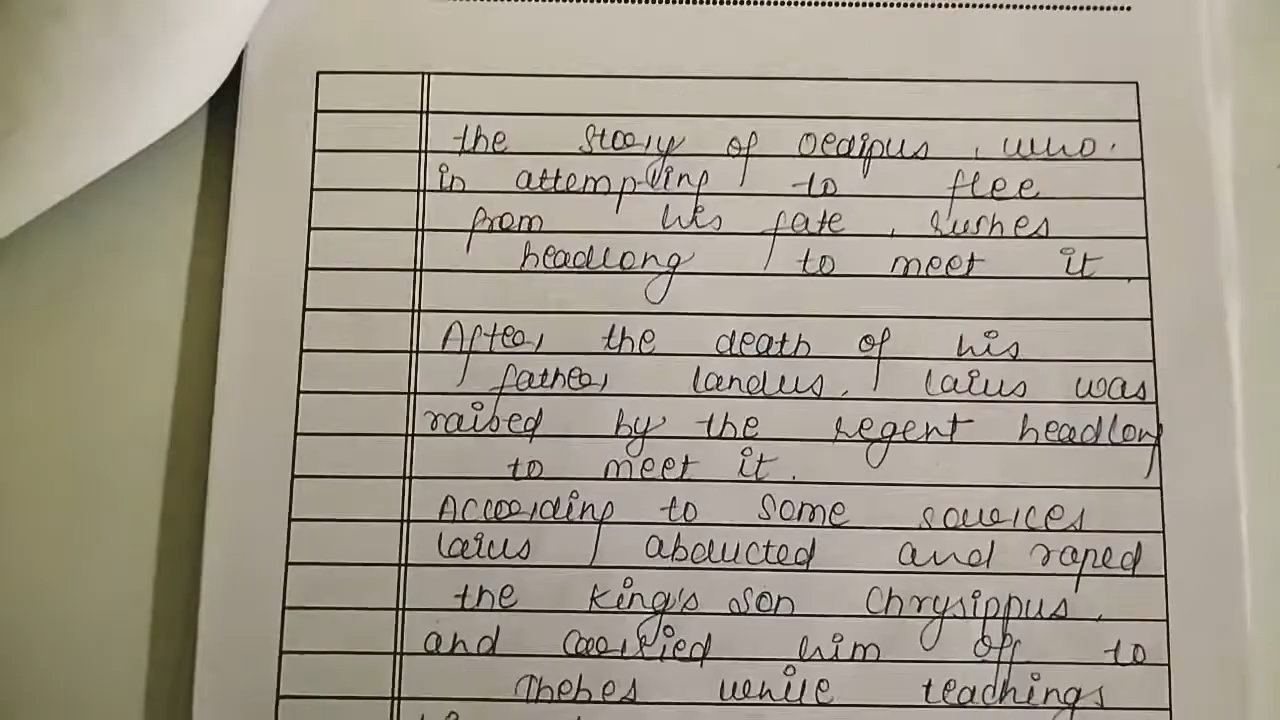 the story of oedipus, who.
in attempting to flee
from his fate, rushes
headlong to meet it.
After the death of his
father landus, laius was
raised by the regent headlong
to meet it.
According to some sources
laius abducted and raped
the king's son Chrysippus,
and carried him off to
Thebes while teachings